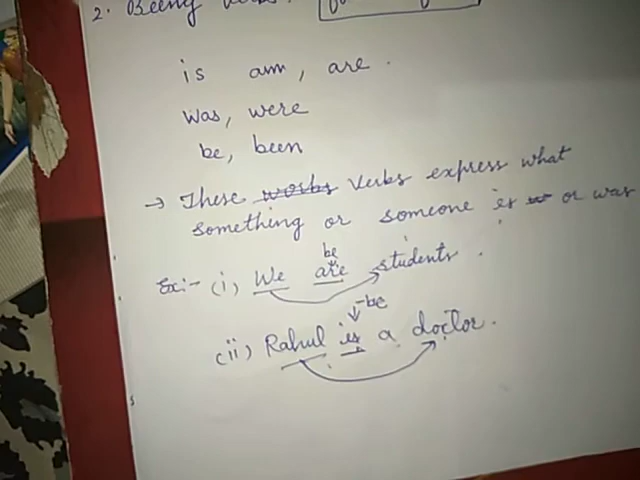 2. Being
is am, are.
was, were
be, been
→ These verbs express what
something or someone is or was
be
Ex:- (i) We are students.
be
(ii) Rahul is a doctor.